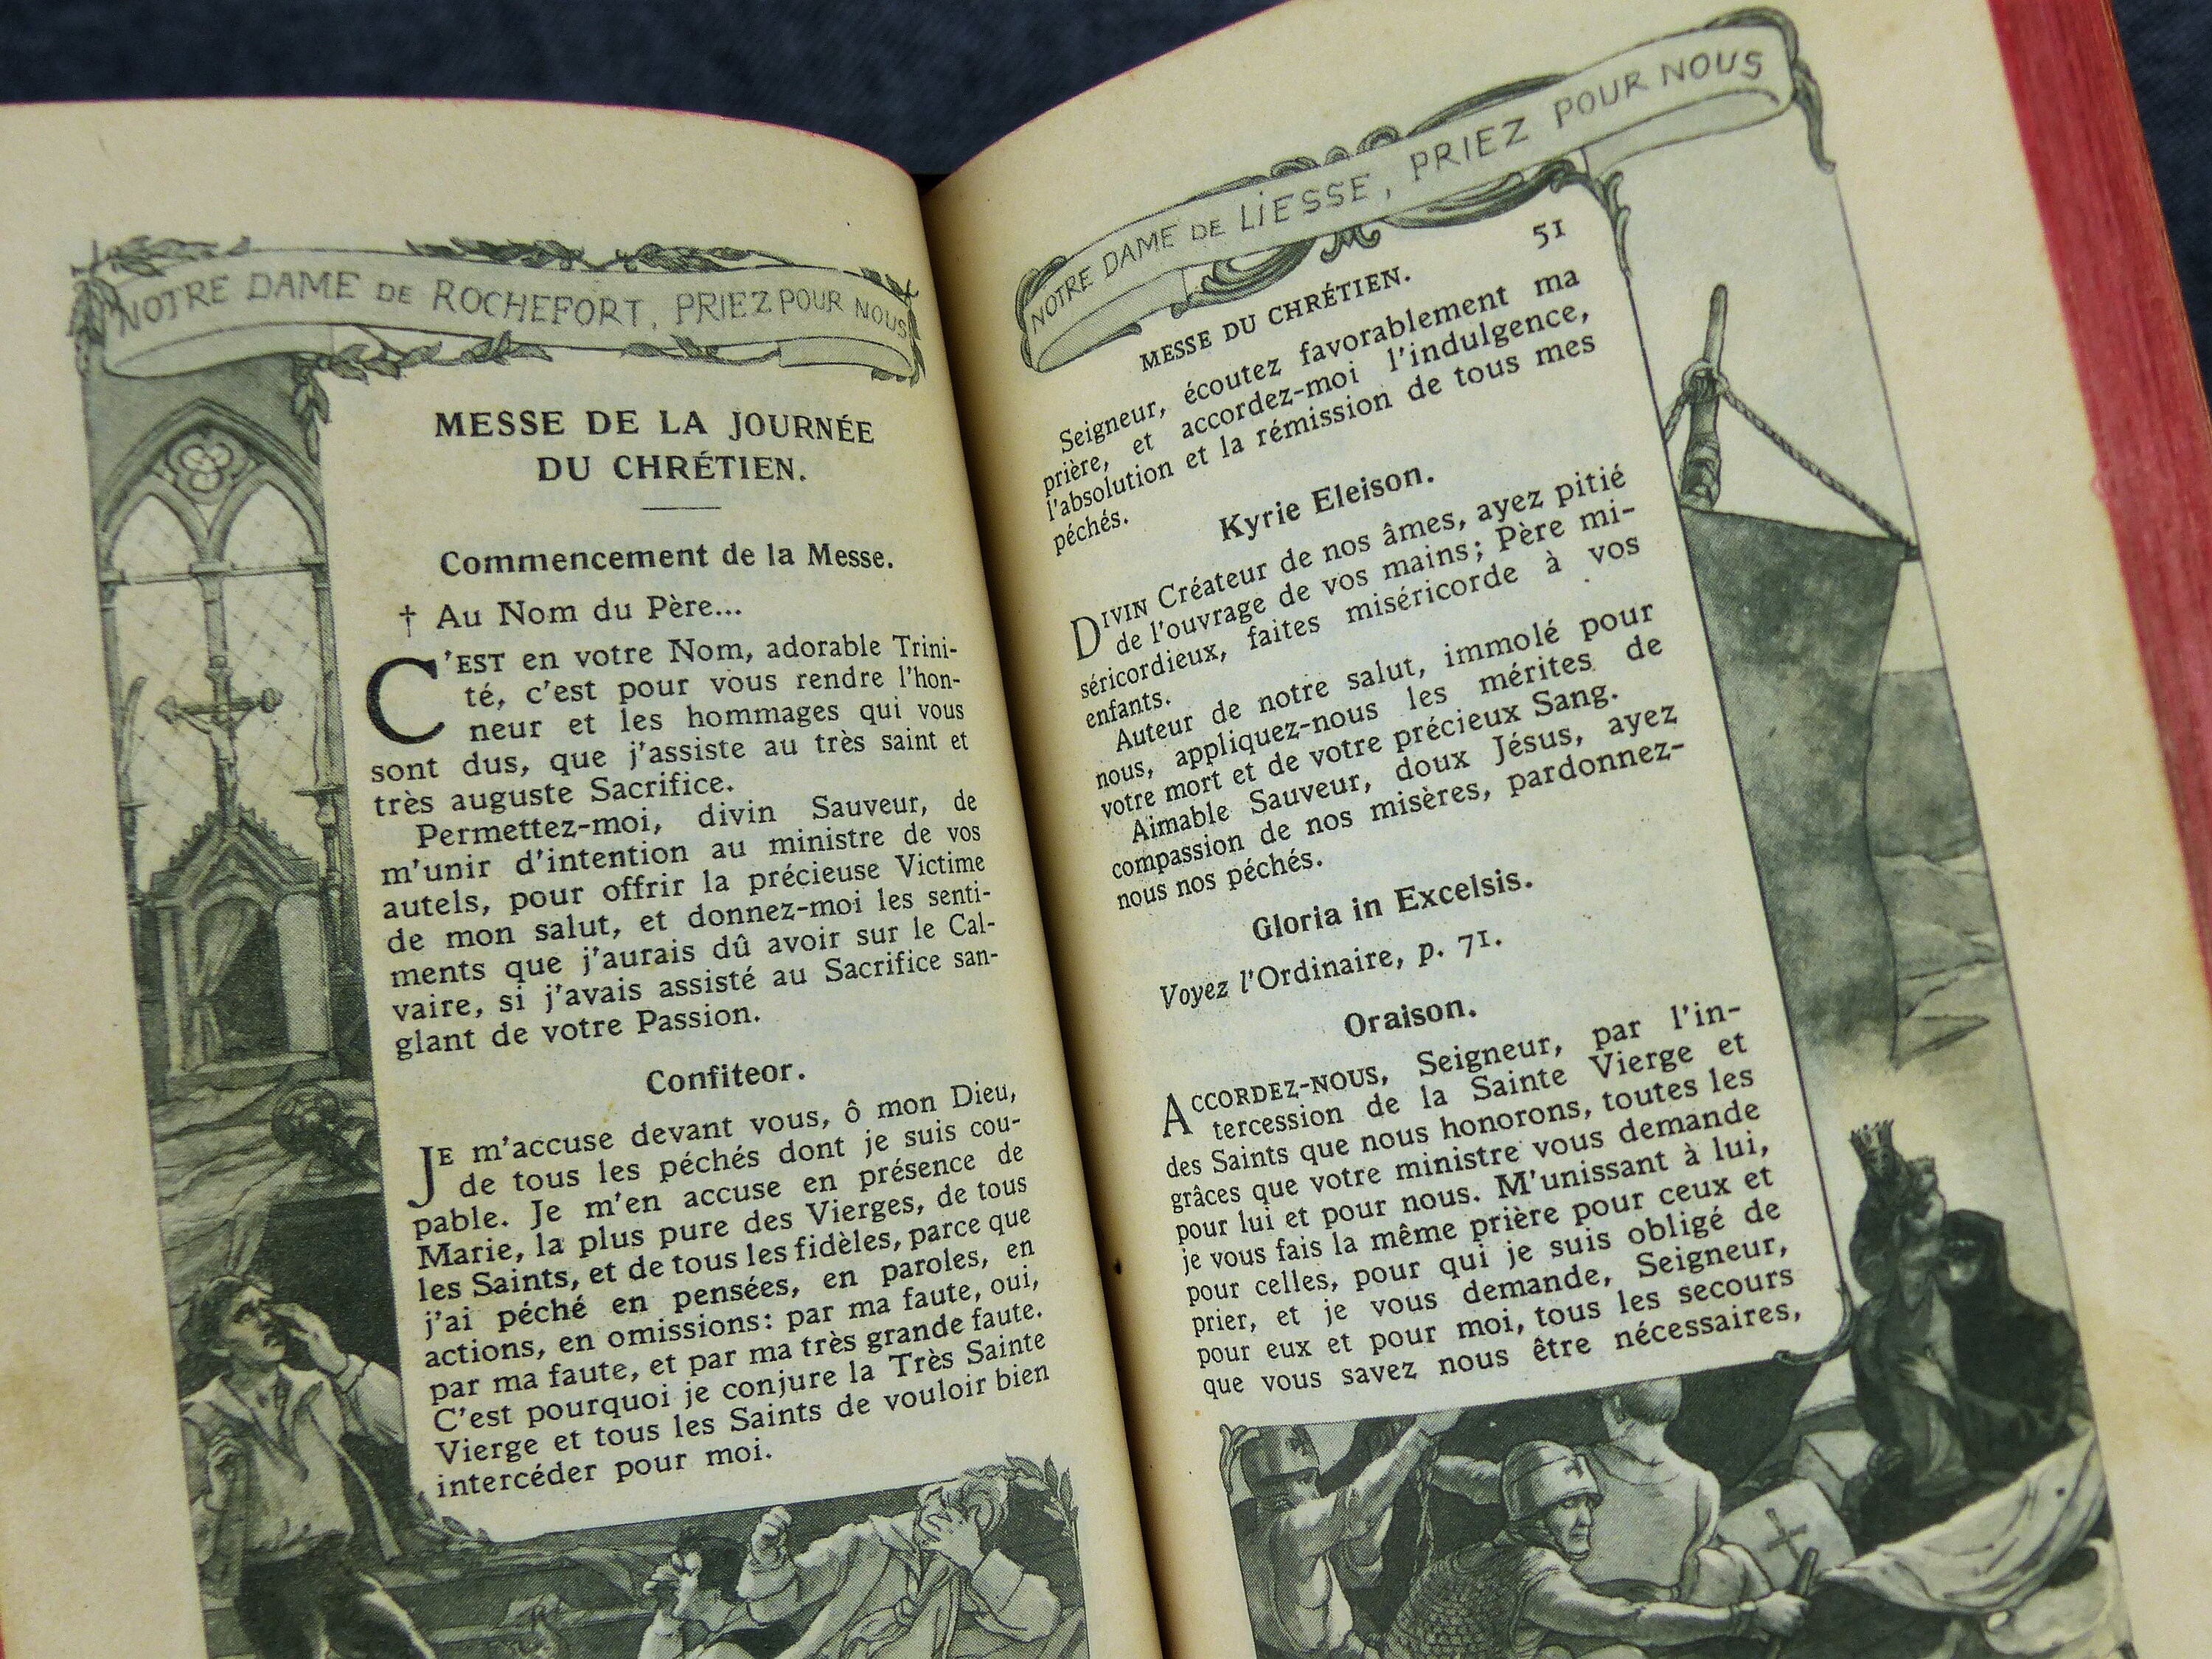 NOTRE DAME DE ROCHEFORT, PRIEZ POUR NOUS
MESSE DE LA JOURNÉE
DU CHRÉTIEN.
Commencement de la Messe.
† Au Nom du Père...
C'EST en votre Nom, adorable Trini-
té, c'est pour vous rendre l'hon-
neur et les hommages qui vous
sont dus, que j'assiste au très saint et
très auguste Sacrifice.
Permettez-moi, divin Sauveur, de
m'unir d'intention au ministre de vos
autels, pour offrir la précieuse Victime
de mon salut, et donnez-moi les senti-
ments que j'aurais dû avoir sur le Cal-
vaire, si j'avais assisté au Sacrifice san-
glant de votre Passion.
Confiteor.
JE m'accuse devant vous, ô mon Dieu,
de tous les péchés dont je suis cou-
pable. Je m'en accuse en présence de
Marie, la plus pure des Vierges, de tous
les Saints, et de tous les fidèles, parce que
j'ai péché en pensées, en paroles, en
actions, en omissions: par ma faute, oui,
par ma faute, et par ma très grande faute.
C'est pourquoi je conjure la Très Sainte
Vierge et tous les Saints de vouloir bien
intercéder pour moi.
NOTRE DAME DE LIESSE, PRIEZ POUR NOUS
MESSE DU CHRÉTIEN. 51
Seigneur, écoutez favorablement ma
prière, et accordez-moi l'indulgence,
l'absolution et la rémission de tous mes
péchés.
Kyrie Eleison.
DIVIN Créateur de nos âmes, ayez pitié
de l'ouvrage de vos mains; Père mi-
séricordieux, faites miséricorde à vos
enfants.
Auteur de notre salut, immolé pour
nous, appliquez-nous les mérites de
votre mort et de votre précieux Sang.
Aimable Sauveur, doux Jésus, ayez
compassion de nos misères, pardonnez-
nous nos péchés.
Gloria in Excelsis.
Voyez l'Ordinaire, p. 71.
Oraison.
ACCORDEZ-NOUS, Seigneur, par l'in-
tercession de la Sainte Vierge et
des Saints que nous honorons, toutes les
grâces que votre ministre vous demande
pour lui et pour nous. M'unissant à lui,
je vous fais la même prière pour ceux et
pour celles, pour qui je suis obligé de
prier, et je vous demande, Seigneur,
pour eux et pour moi, tous les secours
que vous savez nous être nécessaires,